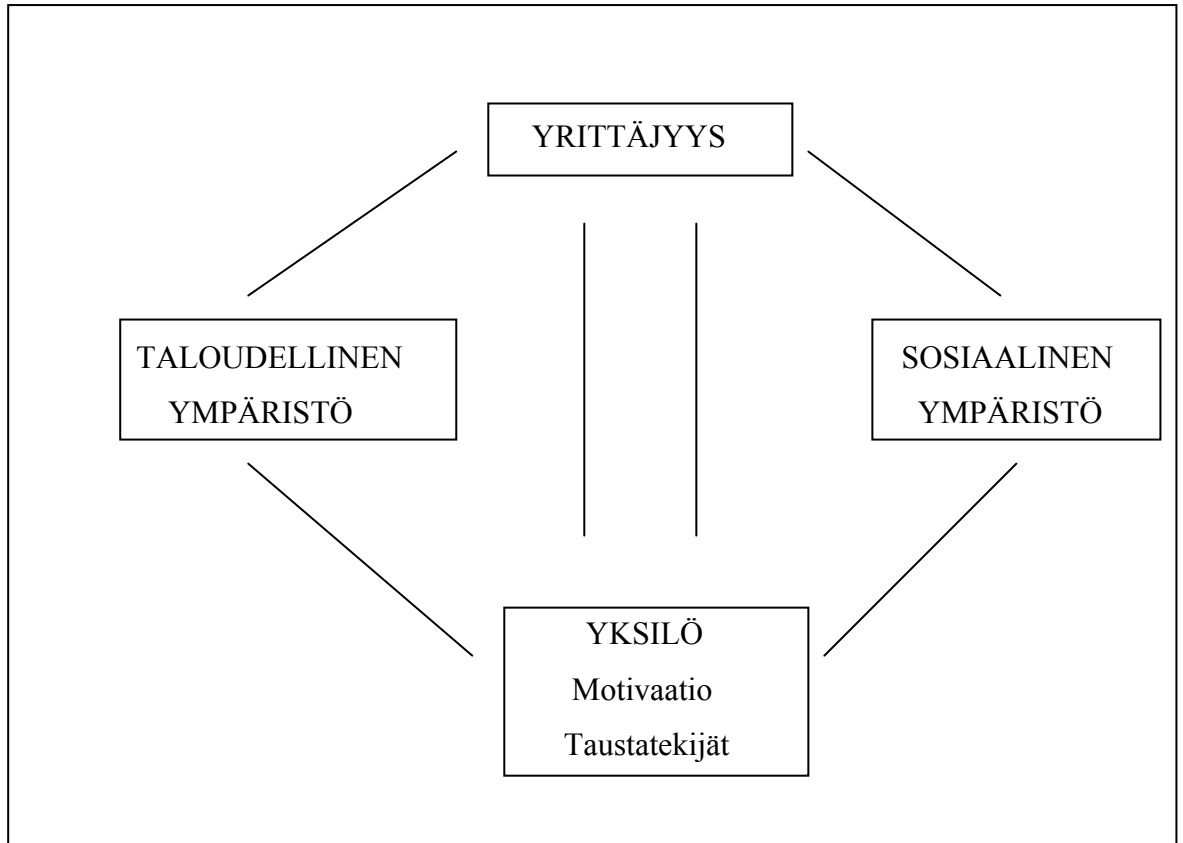 YRITTÄJYYS
TALOUDELLINEN
YMPÄRISTÖ
SOSIAALINEN
YMPÄRISTÖ
YKSILÖ
Motivaatio
Taustatekijät